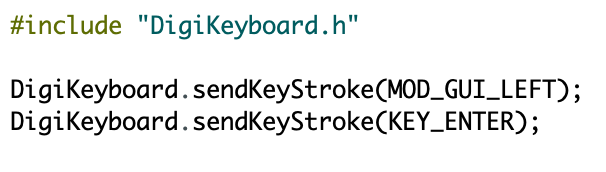 #include "DigiKeyboard.h"
DigiKeyboard.sendKeyStroke(MOD_GUI_LEFT);
DigiKeyboard.sendKeyStroke(KEY_ENTER);